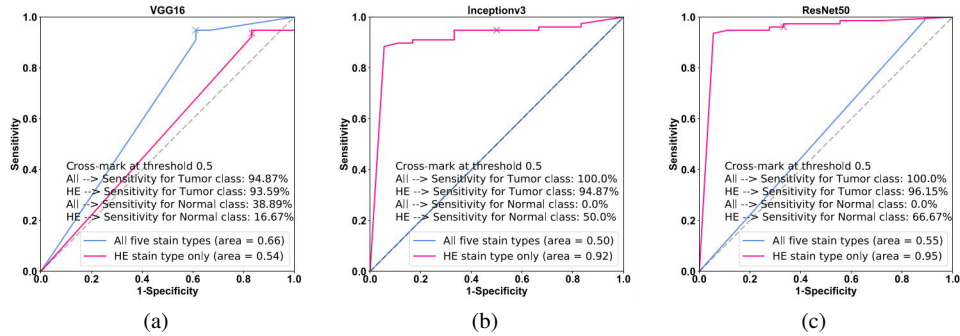 VGG16
1.0
0.8
0.6
0.4
0.2
0.0
Sensitivity
Cross-mark at threshold 0.5
All --> Sensitivity for Tumor class: 94.87%
HE --> Sensitivity for Tumor class: 93.59%
All --> Sensitivity for Normal class: 38.89%
HE --> Sensitivity for Normal class: 16.67%
All five stain types (area = 0.66)
HE stain type only (area = 0.54)
0.0 0.2 0.4 0.6 0.8 1.0
1-Specificity
(a)
Inceptionv3
1.0
0.8
0.6
0.4
0.2
0.0
Sensitivity
Cross-mark at threshold 0.5
All --> Sensitivity for Tumor class: 100.0%
HE --> Sensitivity for Tumor class: 94.87%
All --> Sensitivity for Normal class: 0.0%
HE --> Sensitivity for Normal class: 50.0%
All five stain types (area = 0.50)
HE stain type only (area = 0.92)
0.0 0.2 0.4 0.6 0.8 1.0
1-Specificity
(b)
ResNet50
1.0
0.8
0.6
0.4
0.2
0.0
Sensitivity
Cross-mark at threshold 0.5
All --> Sensitivity for Tumor class: 100.0%
HE --> Sensitivity for Tumor class: 96.15%
All --> Sensitivity for Normal class: 0.0%
HE --> Sensitivity for Normal class: 66.67%
All five stain types (area = 0.55)
HE stain type only (area = 0.95)
0.0 0.2 0.4 0.6 0.8 1.0
1-Specificity
(c)